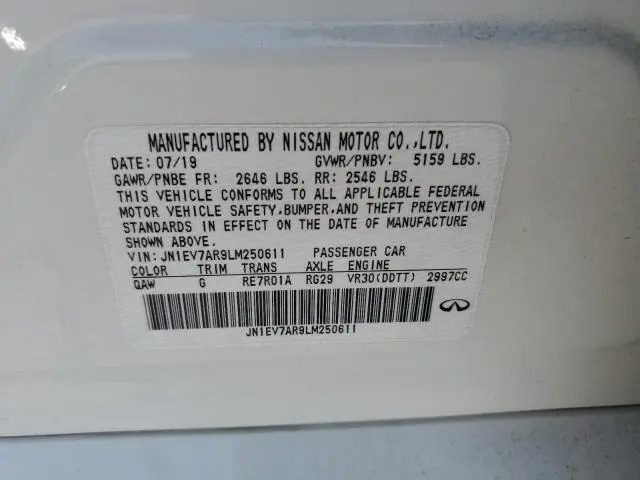 MANUFACTURED BY NISSAN MOTOR CO.,LTD.
DATE: 07/19 GVWR/PNBV: 5159 LBS.
GAWR/PNBE FR: 2646 LBS. RR: 2546 LBS.
THIS VEHICLE CONFORMS TO ALL APPLICABLE FEDERAL
MOTOR VEHICLE SAFETY,BUMPER,AND THEFT PREVENTION
STANDARDS IN EFFECT ON THE DATE OF MANUFACTURE
SHOWN ABOVE.
VIN: JN1EV7AR9LM250611 PASSENGER CAR
COLOR TRIM TRANS AXLE ENGINE
QAW G RE7R01A RG29 VR30(DDTT) 2997CC
JN1EV7AR9LM250611